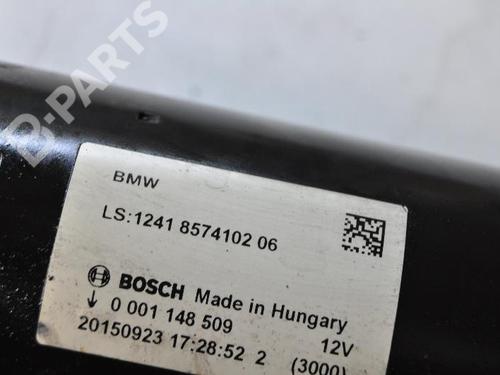 B-PARTS
BMW
LS:1241 8574102 06
BOSCH Made in Hungary
0 001 148 509 12V
20150923 17:28:52 2 (3000)